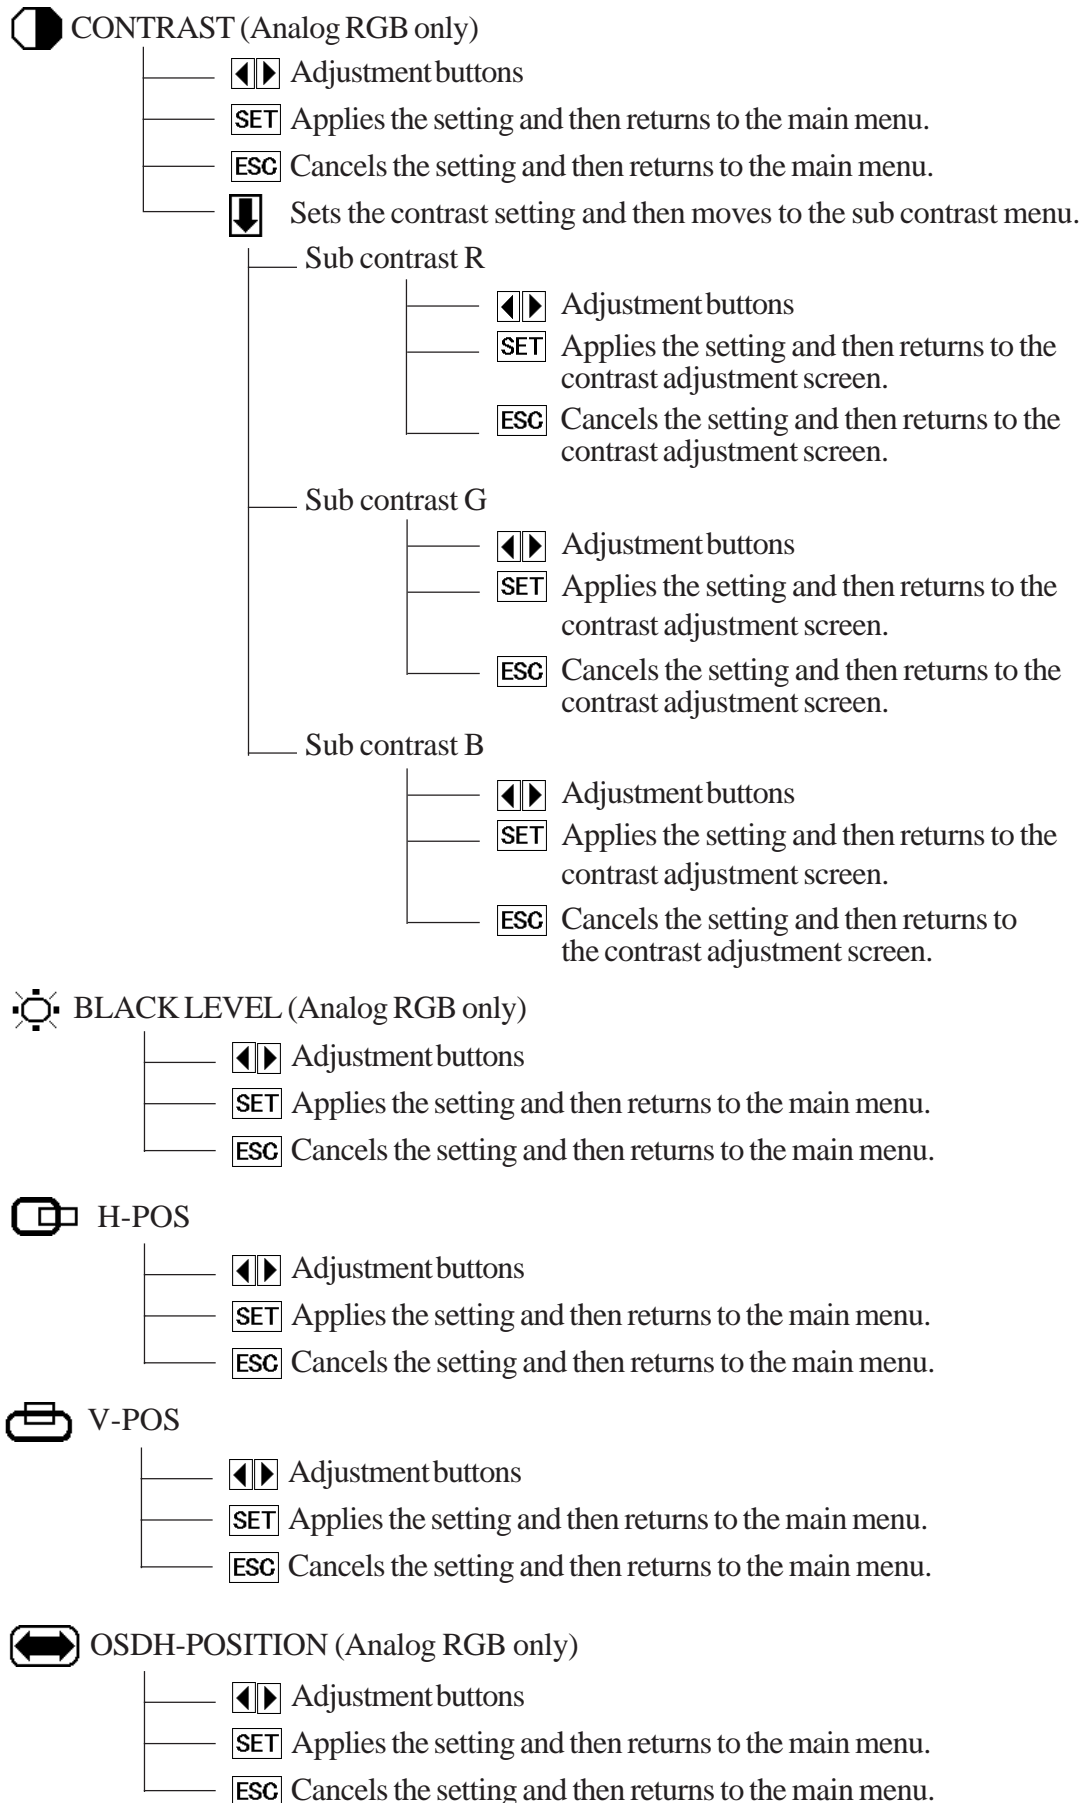 CONTRAST (Analog RGB only)
Adjustment buttons
SET Applies the setting and then returns to the main menu.
ESC Cancels the setting and then returns to the main menu.
Sets the contrast setting and then moves to the sub contrast menu.
Sub contrast R
Adjustment buttons
SET Applies the setting and then returns to the
contrast adjustment screen.
ESC Cancels the setting and then returns to the
contrast adjustment screen.
Sub contrast G
Adjustment buttons
SET Applies the setting and then returns to the
contrast adjustment screen.
ESC Cancels the setting and then returns to the
contrast adjustment screen.
Sub contrast B
Adjustment buttons
SET Applies the setting and then returns to the
contrast adjustment screen.
ESC Cancels the setting and then returns to
the contrast adjustment screen.
BLACK LEVEL (Analog RGB only)
Adjustment buttons
SET Applies the setting and then returns to the main menu.
ESC Cancels the setting and then returns to the main menu.
H-POS
Adjustment buttons
SET Applies the setting and then returns to the main menu.
ESC Cancels the setting and then returns to the main menu.
V-POS
Adjustment buttons
SET Applies the setting and then returns to the main menu.
ESC Cancels the setting and then returns to the main menu.
OSDH-POSITION (Analog RGB only)
Adjustment buttons
SET Applies the setting and then returns to the main menu.
ESC Cancels the setting and then returns to the main menu.